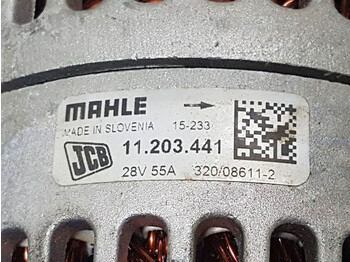 MAHLE
MADE IN SLOVENIA 15-233
JCB 11.203.441
28V 55A 320/08611-2